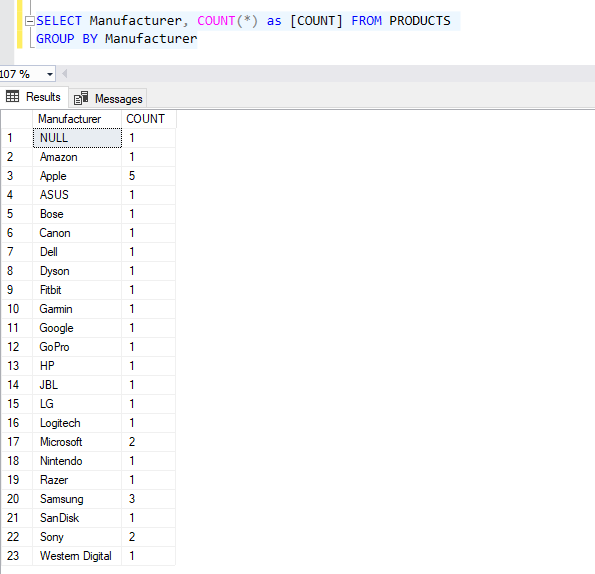 SELECT Manufacturer, COUNT(*) as [COUNT] FROM PRODUCTS
GROUP BY Manufacturer
107 %
Results Messages
Manufacturer COUNT
1 NULL 1
2 Amazon 1
3 Apple 5
4 ASUS 1
5 Bose 1
6 Canon 1
7 Dell 1
8 Dyson 1
9 Fitbit 1
10 Garmin 1
11 Google 1
12 GoPro 1
13 HP 1
14 JBL 1
15 LG 1
16 Logitech 1
17 Microsoft 2
18 Nintendo 1
19 Razer 1
20 Samsung 3
21 SanDisk 1
22 Sony 2
23 Western Digital 1